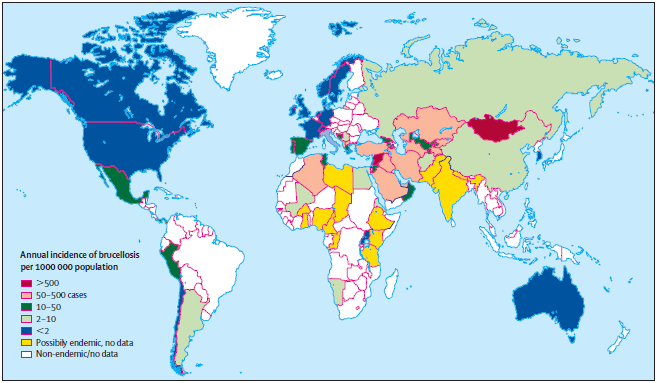 Annual incidence of brucellosis
per 1000 000 population
>500
50–500 cases
10–50
2–10
<2
Possibily endemic, no data
Non-endemic/no data